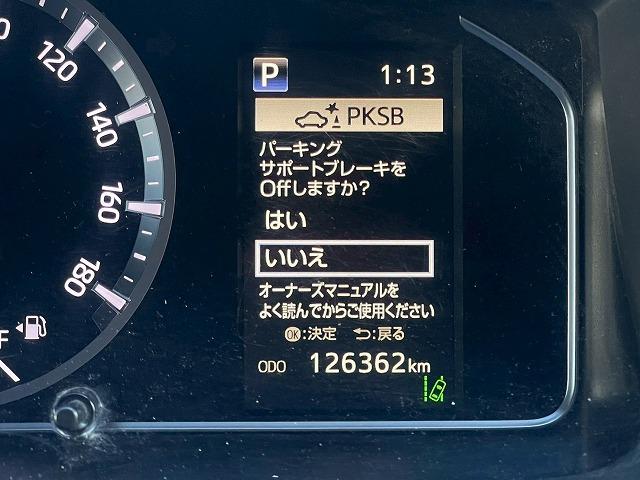 120
140
160
180
F
P 1:13
PKSB
パーキング
サポートブレーキを
Offしますか?
はい
いいえ
オーナーズマニュアルを
よく読んでからご使用ください
OK:決定 :戻る
ODO 126362km